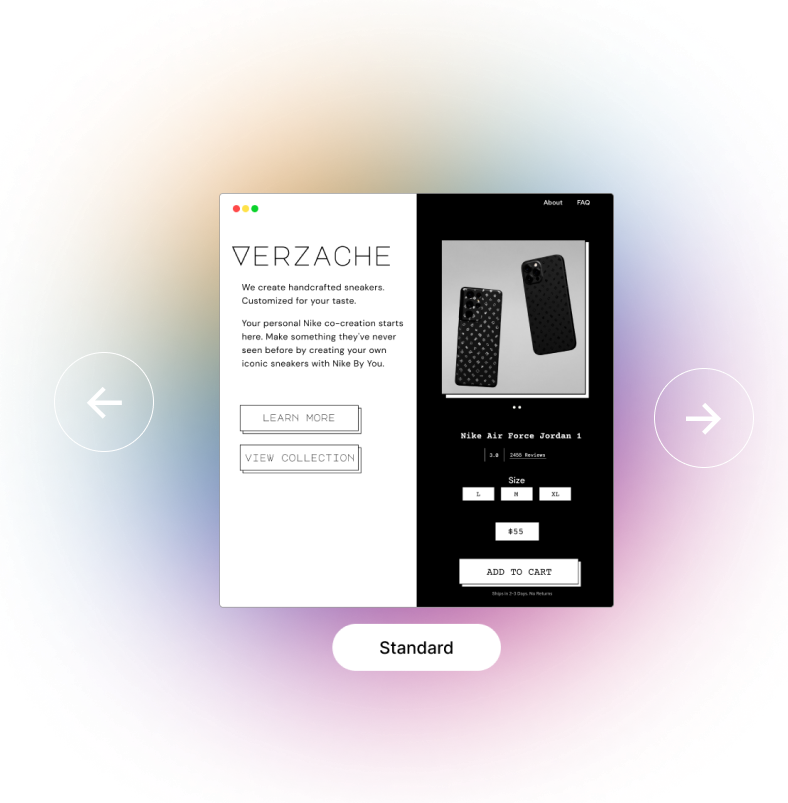 About FAQ
VERZACHE
We create handcrafted sneakers.
Customized for your taste.
Your personal Nike co-creation starts
here. Make something they've never
seen before by creating your own
iconic sneakers with Nike By You.
LEARN MORE
VIEW COLLECTION
Nike Air Force Jordan 1
3.0 2455 Reviews
Size
L M XL
$55
ADD TO CART
Ships in 2-3 Days. No Returns
Standard